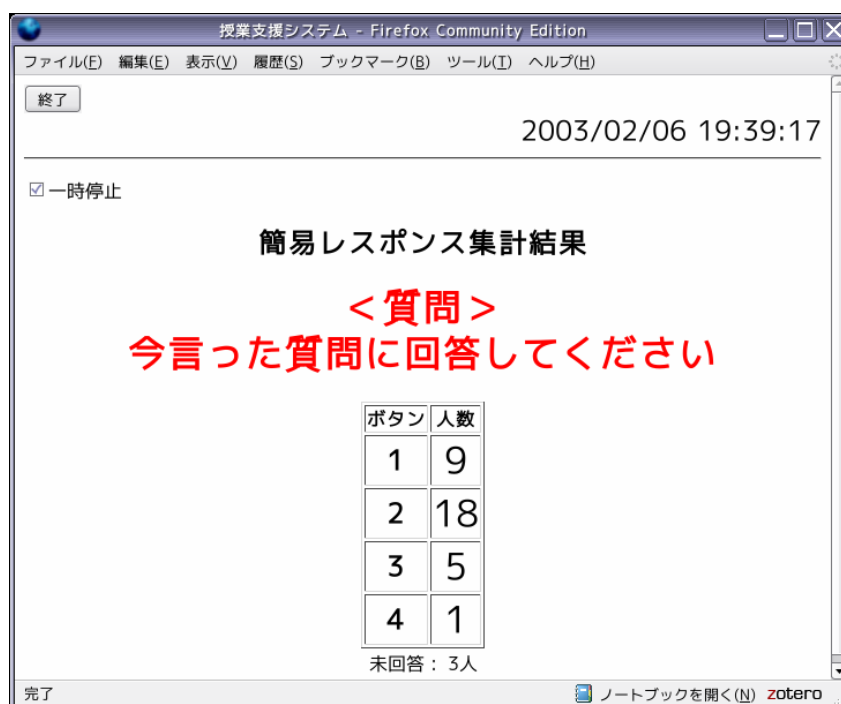 授業支援システム - Firefox Community Edition
ファイル(F) 編集(E) 表示(V) 履歴(S) ブックマーク(B) ツール(T) ヘルプ(H)
終了
2003/02/06 19:39:17
一時停止
簡易レスポンス集計結果
＜質問＞
今言った質問に回答してください
ボタン 人数
1 9
2 18
3 5
4 1
未回答： 3人
完了 ノートブックを開く(N) zotero